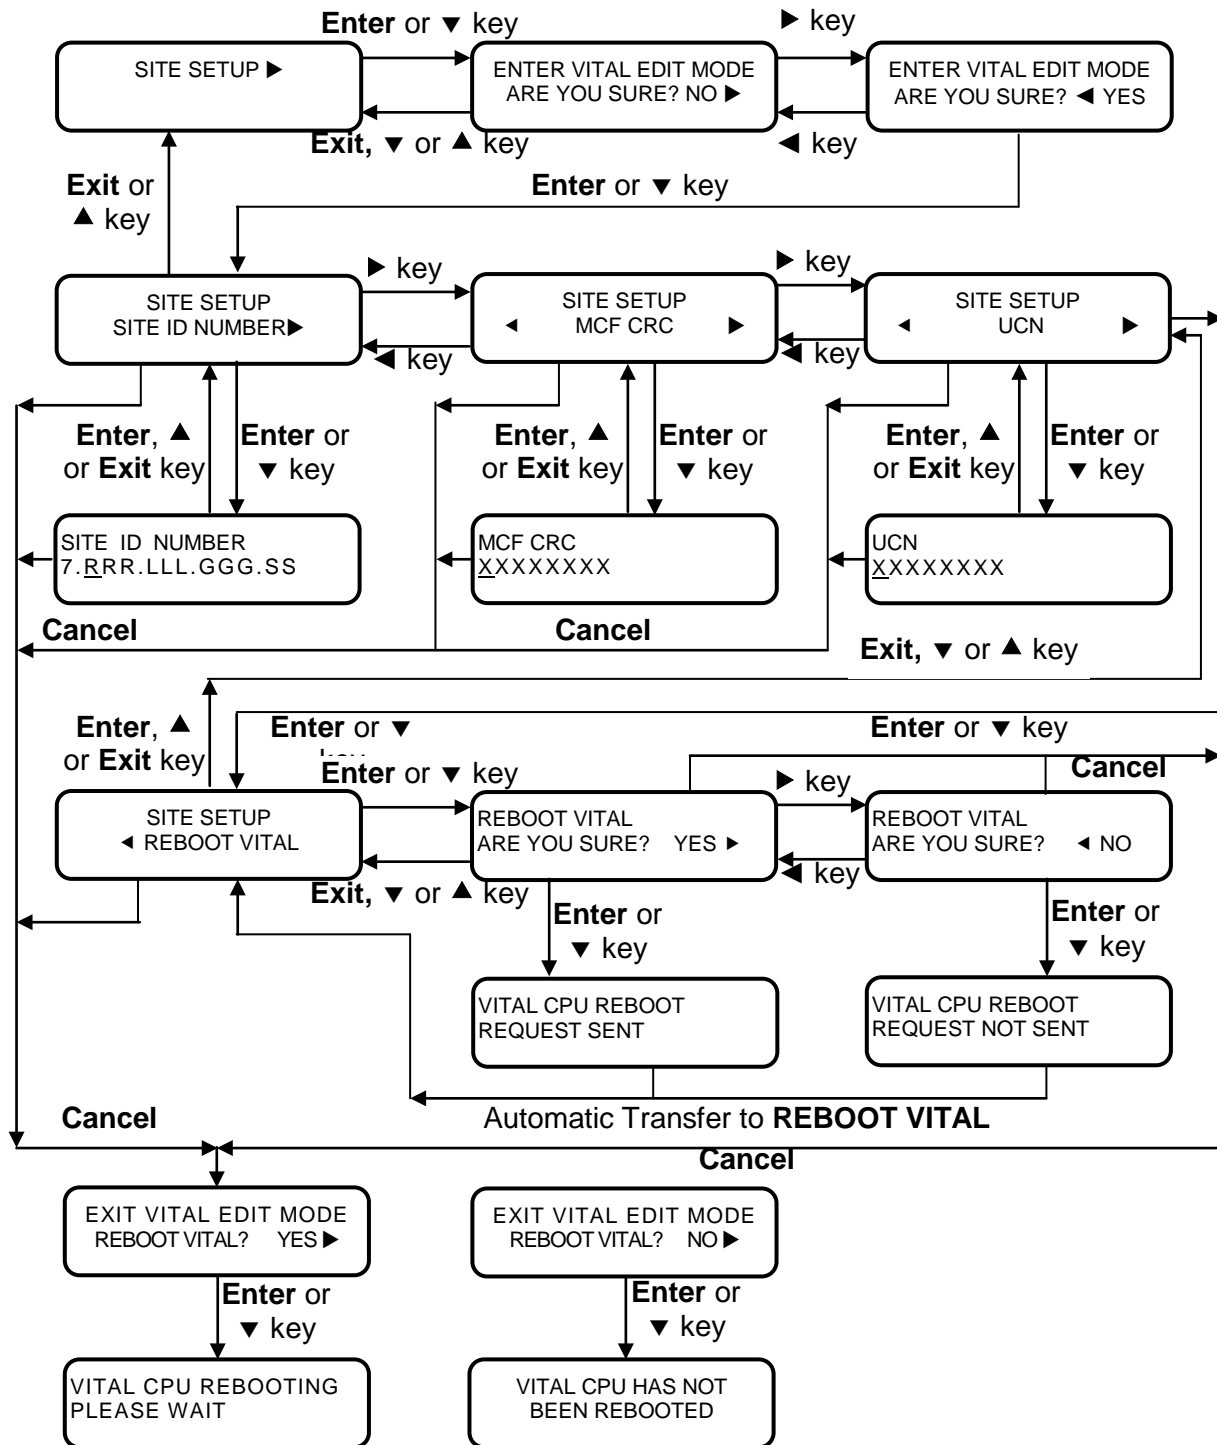 Enter or ▼ key
▶ key
SITE SETUP ▶
ENTER VITAL EDIT MODE
ARE YOU SURE? NO ▶
ENTER VITAL EDIT MODE
ARE YOU SURE? ◀ YES
Exit, ▼ or ▲ key
◀ key
Exit or
▲ key
Enter or ▼ key
▶ key
▶ key
SITE SETUP
SITE ID NUMBER▶
SITE SETUP
◀ MCF CRC ▶
SITE SETUP
◀ UCN ▶
◀ key
◀ key
Enter, ▲
or Exit key
Enter or
▼ key
Enter, ▲
or Exit key
Enter or
▼ key
Enter, ▲
or Exit key
Enter or
▼ key
SITE ID NUMBER
7.RRR.LLL.GGG.SS
MCF CRC
XXXXXXXX
UCN
XXXXXXXX
Cancel
Cancel
Exit, ▼ or ▲ key
Enter, ▲
or Exit key
Enter or ▼
Enter or ▼ key
Enter or ▼ key
▶ key
Cancel
SITE SETUP
◀ REBOOT VITAL
REBOOT VITAL
ARE YOU SURE? YES ▶
REBOOT VITAL
ARE YOU SURE? ◀ NO
Exit, ▼ or ▲ key
◀ key
Enter or
▼ key
Enter or
▼ key
VITAL CPU REBOOT
REQUEST SENT
VITAL CPU REBOOT
REQUEST NOT SENT
Cancel
Automatic Transfer to REBOOT VITAL
Cancel
EXIT VITAL EDIT MODE
REBOOT VITAL? YES ▶
EXIT VITAL EDIT MODE
REBOOT VITAL? NO ▶
Enter or
▼ key
Enter or
▼ key
VITAL CPU REBOOTING
PLEASE WAIT
VITAL CPU HAS NOT
BEEN REBOOTED